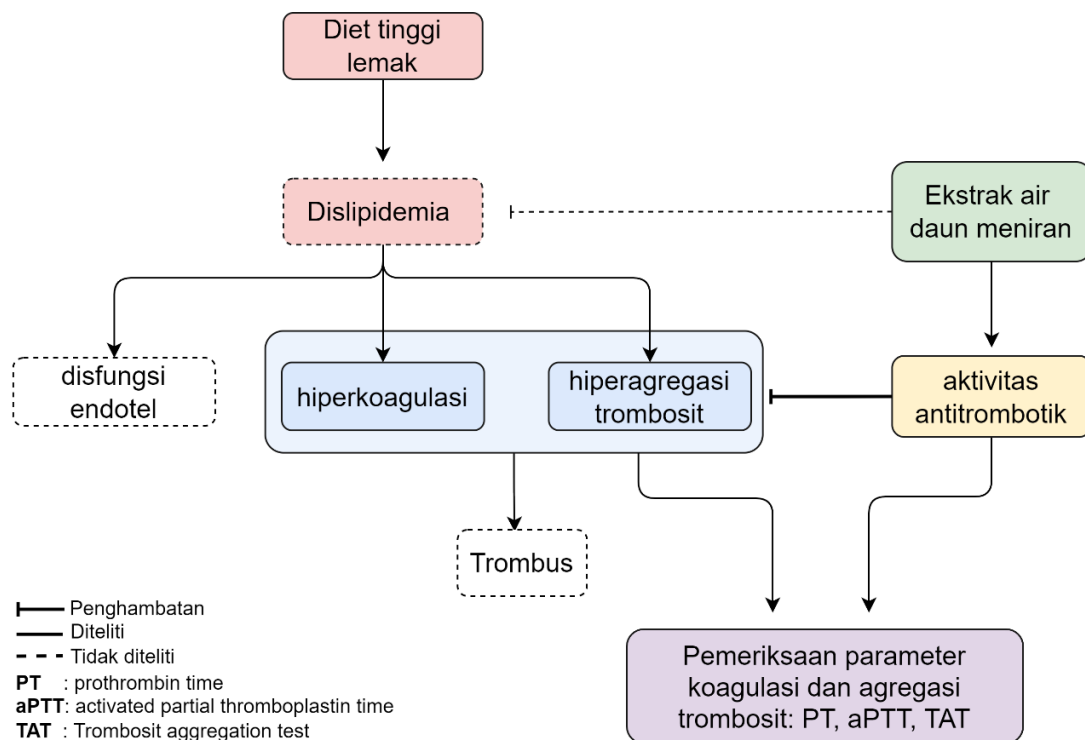 Diet tinggi
lemak
Dislipidemia
Ekstrak air
daun meniran
disfungsi
endotel
hiperkoagulasi
hiperagregasi
trombosit
aktivitas
antitrombotik
Trombus
Penghambatan
Diteliti
Tidak diteliti
PT : prothrombin time
aPTT: activated partial thromboplastin time
TAT : Trombosit aggregation test
Pemeriksaan parameter
koagulasi dan agregasi
trombosit: PT, aPTT, TAT